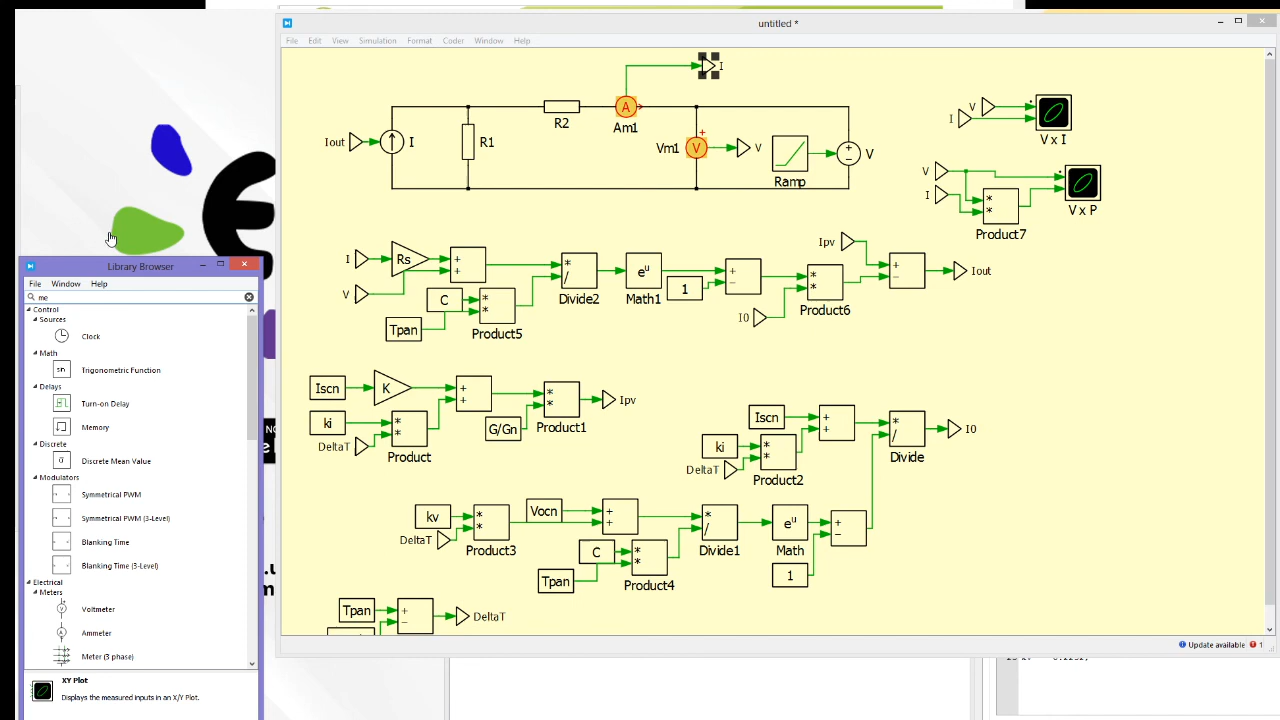 untitled *
File Edit View Simulation Format Coder Window Help
I
A
R2
Am1
Iout
I
R1
Vm1
V
V
Ramp
V
V
I
V x I
V
I
Product7
V x P
I
Rs
V
C
Tpan
Product5
Divide2
e^u
Math1
1
Product6
I0
Ipv
Iout
Iscn
K
ki
DeltaT
Product
G/Gn
Product1
Ipv
Iscn
ki
DeltaT
Product2
Divide
I0
kv
DeltaT
Product3
Vocn
C
Tpan
Product4
Divide1
e^u
Math
1
Tpan
DeltaT
Update available 1
Library Browser
File Window Help
me
Control
Sources
Clock
Math
Trigonometric Function
Delays
Turn-on Delay
Memory
Discrete
Discrete Mean Value
Modulators
Symmetrical PWM
Symmetrical PWM (3-Level)
Blanking Time
Blanking Time (3-Level)
Electrical
Meters
Voltmeter
Ammeter
Meter (3 phase)
XY Plot
Displays the measured inputs in an X/Y Plot.